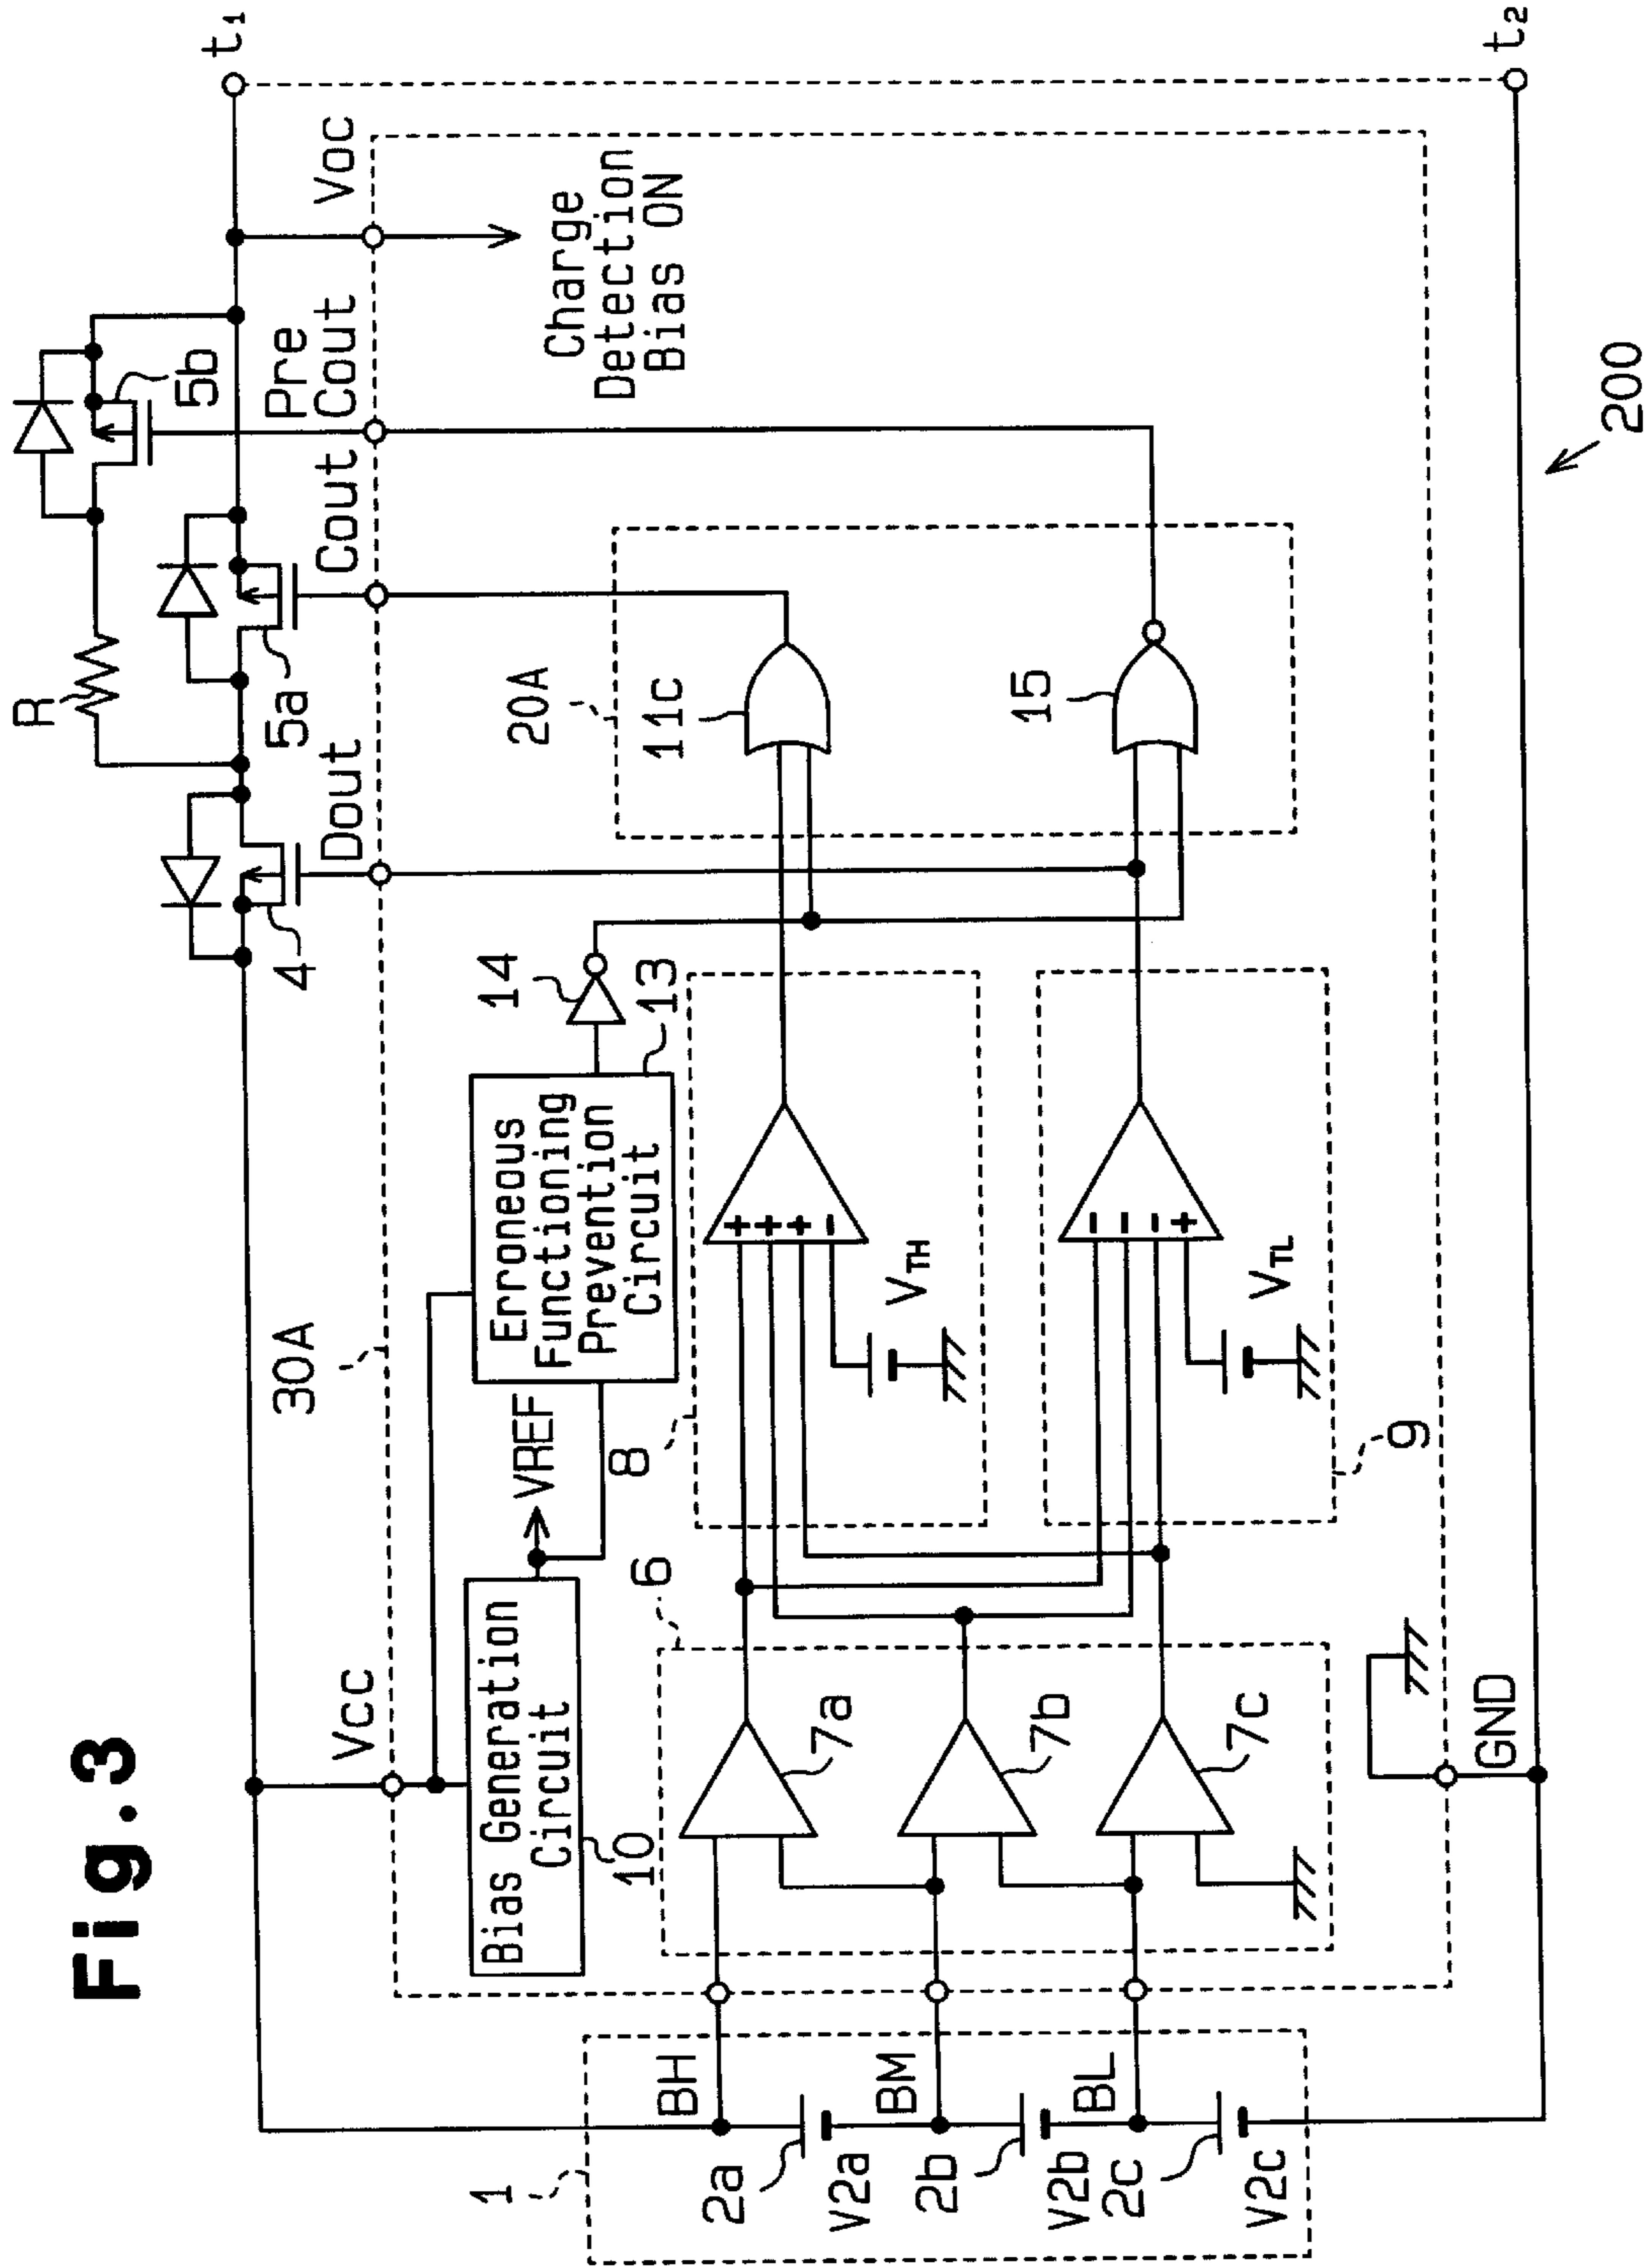 Fig.3
R
5b
t₁
4
5a
Vcc
30A
Dout
Cout
Pre
Cout
Voc
Bias Generation
Circuit
10
VREF
Erroneous
Functioning
Prevention
Circuit
14
13
20A
Charge
Detection
Bias ON
1
6
8
11c
BH
7a
+
+
+
-
VTH
2a
V2a
BM
7b
2b
V2b
BL
7c
-
-
-
+
VTL
15
2c
V2c
9
GND
200
t₂